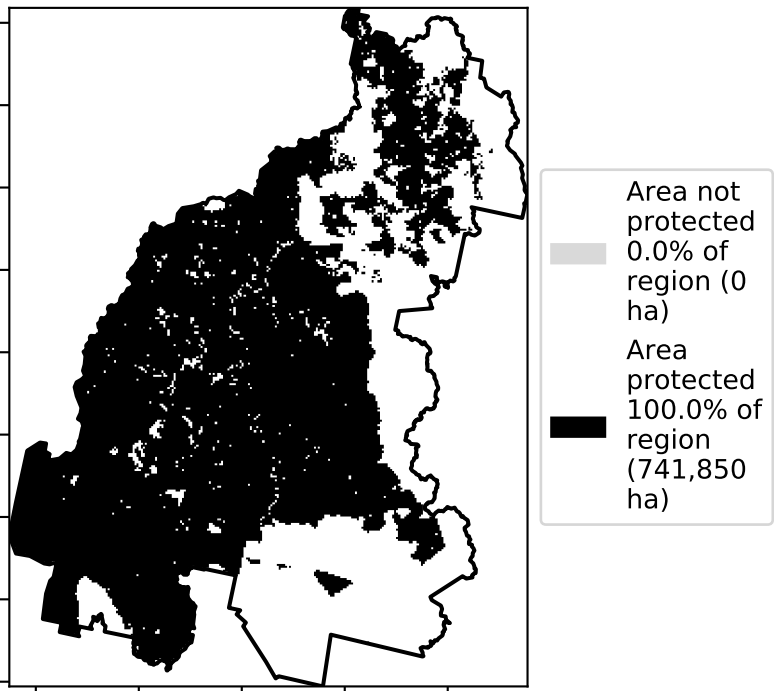 Area not
protected
0.0% of
region (0
ha)
Area
protected
100.0% of
region
(741,850
ha)